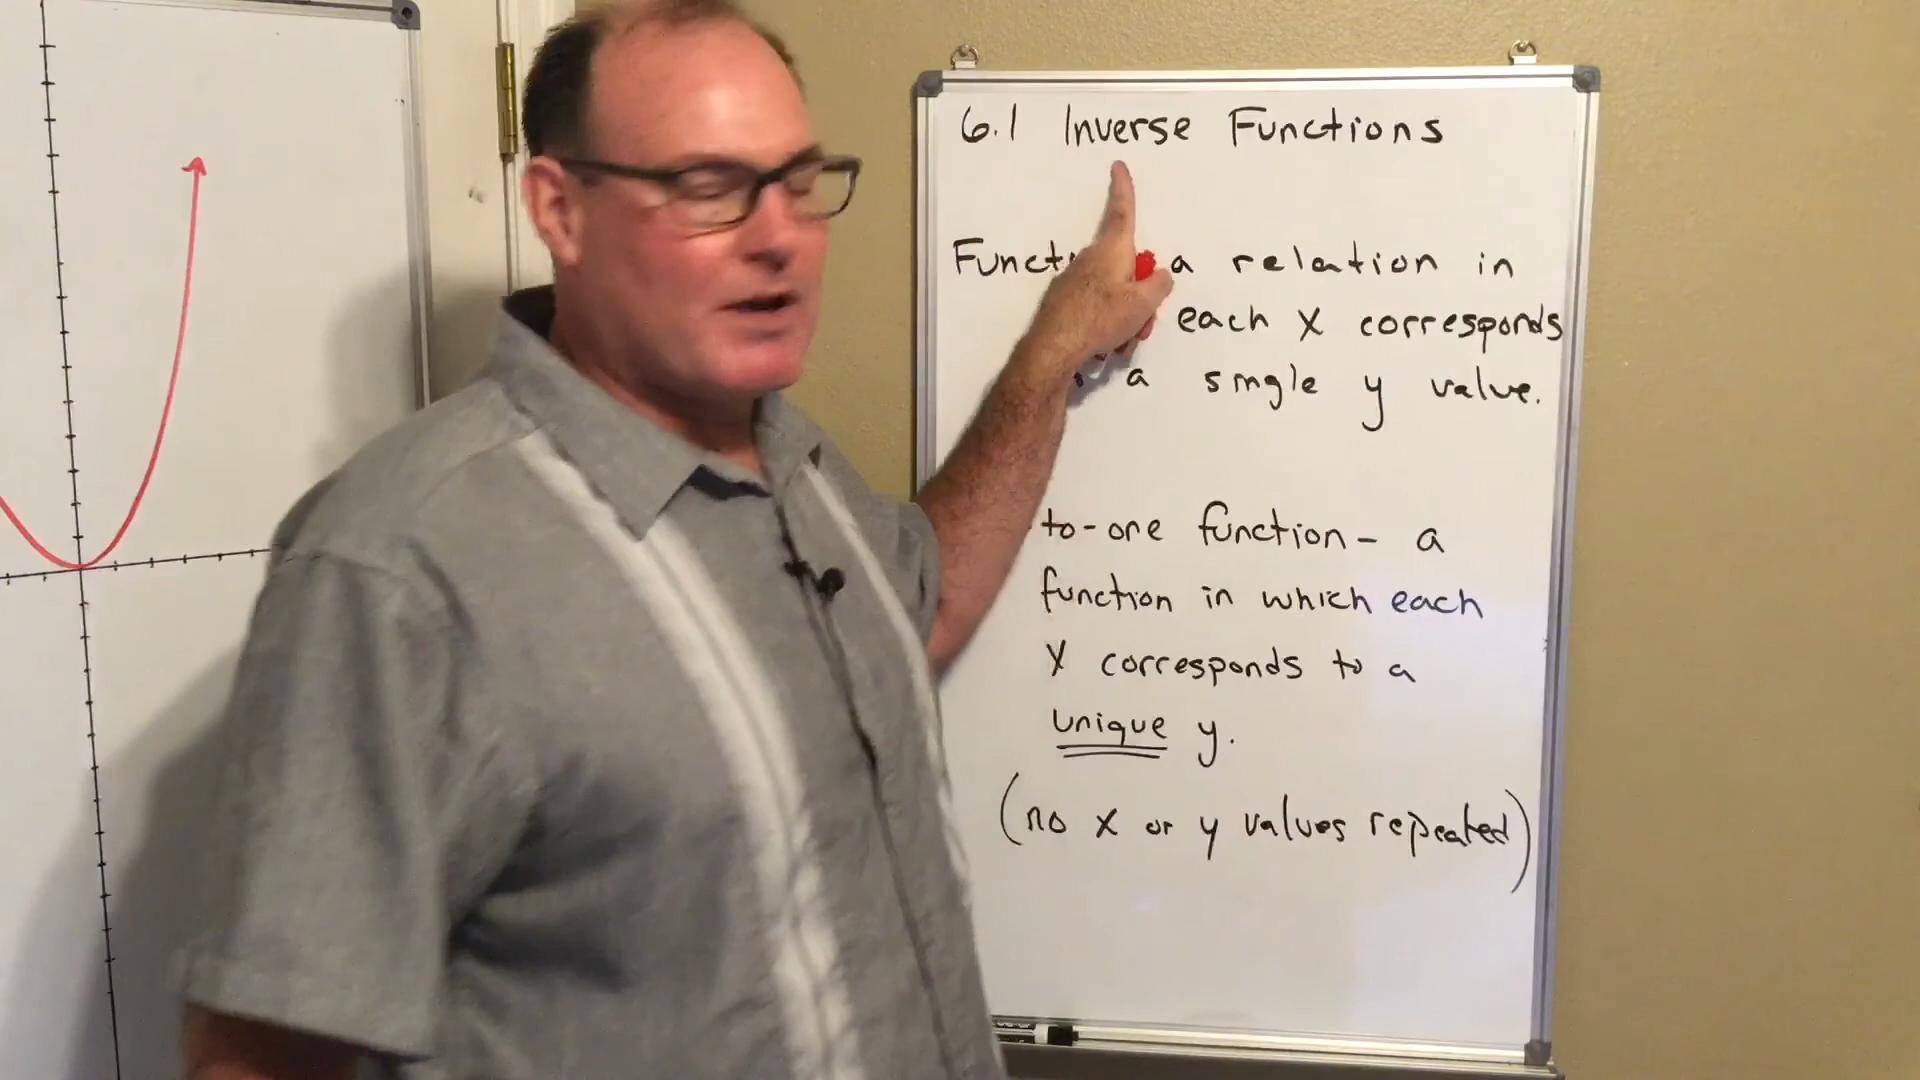 6.1 Inverse Functions
a relation in
each x corresponds
a single y value.
to-one function - a
function in which each
x corresponds to a
unique y.
(no x or y values repeated)